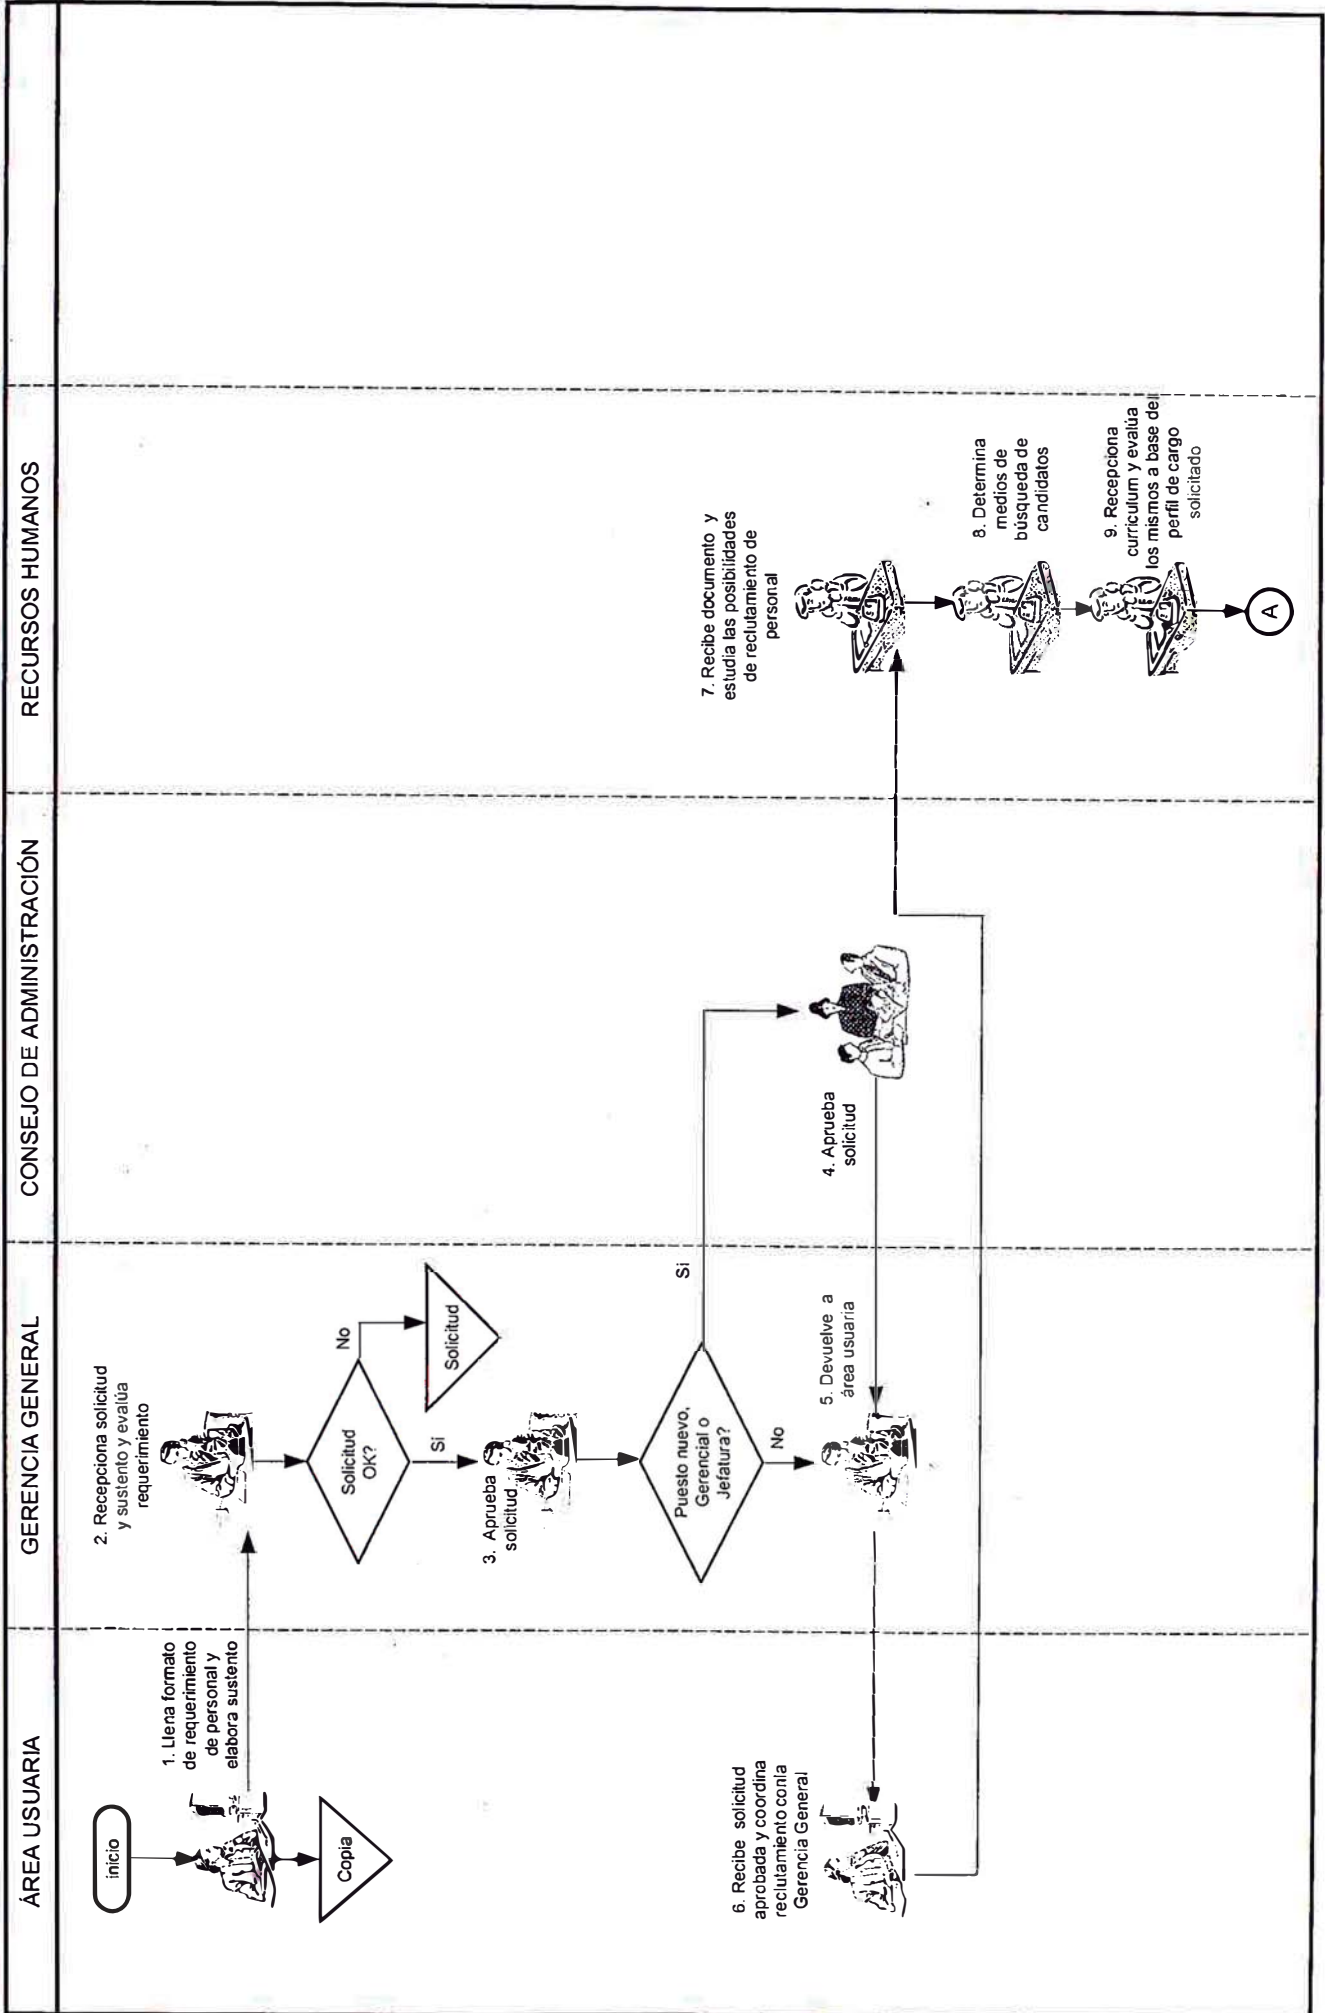 ÁREA USUARIA
GERENCIA GENERAL
CONSEJO DE ADMINISTRACIÓN
RECURSOS HUMANOS
inicio
1. Llena formato
de requerimiento
de personal y
elabora sustento
Copia
2. Recepciona solicitud
y sustento y evalúa
requerimiento
Solicitud
OK?
No
Solicitud
Si
3. Aprueba
solicitud
Puesto nuevo,
Gerencial o
Jefatura?
Si
No
4. Aprueba
solicitud
5. Devuelve a
área usuaria
6. Recibe solicitud
aprobada y coordina
reclutamiento conla
Gerencia General
7. Recibe documento y
estudia las posibilidades
de reclutamiento de
personal
8. Determina
medios de
búsqueda de
candidatos
9. Recepciona
curriculum y evalúa
los mismos a base del
perfil de cargo
solicitado
A